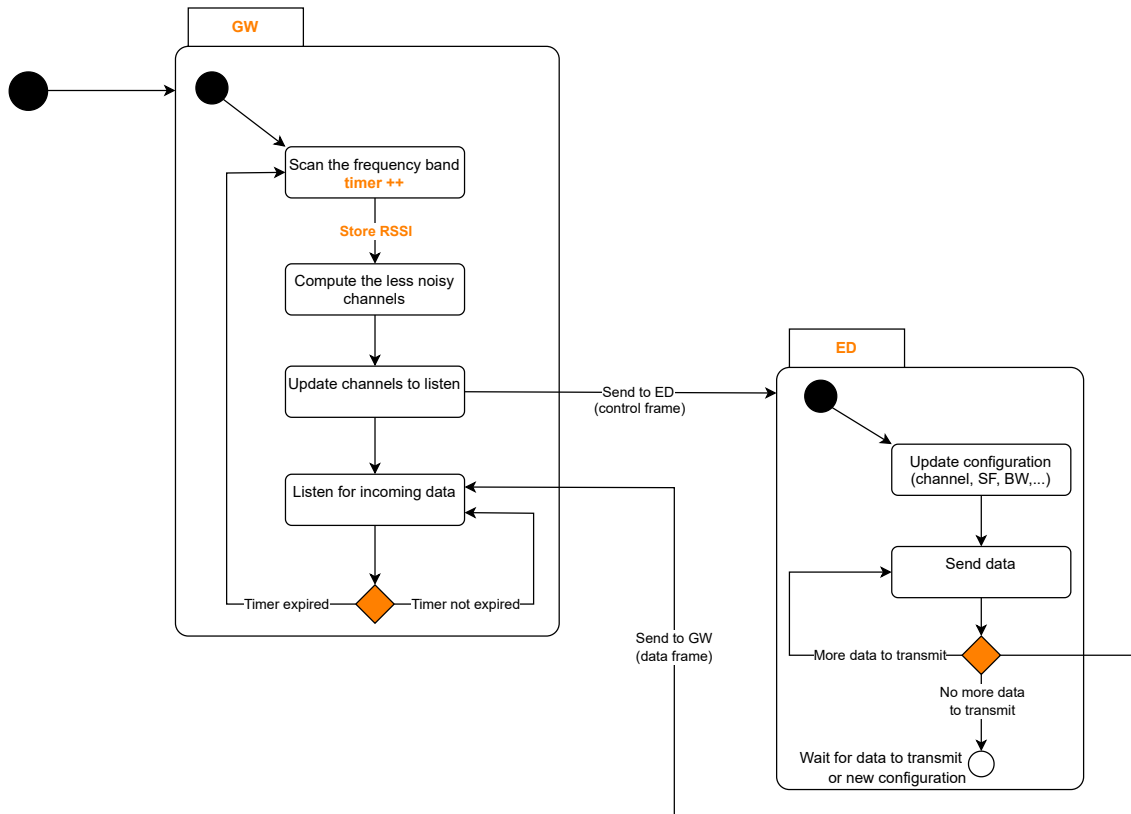 GW
Scan the frequency band
timer ++
Store RSSI
Compute the less noisy
channels
Update channels to listen
Send to ED
(control frame)
Listen for incoming data
Timer expired
Timer not expired
Send to GW
(data frame)
ED
Update configuration
(channel, SF, BW,...)
Send data
More data to transmit
No more data
to transmit
Wait for data to transmit
or new configuration